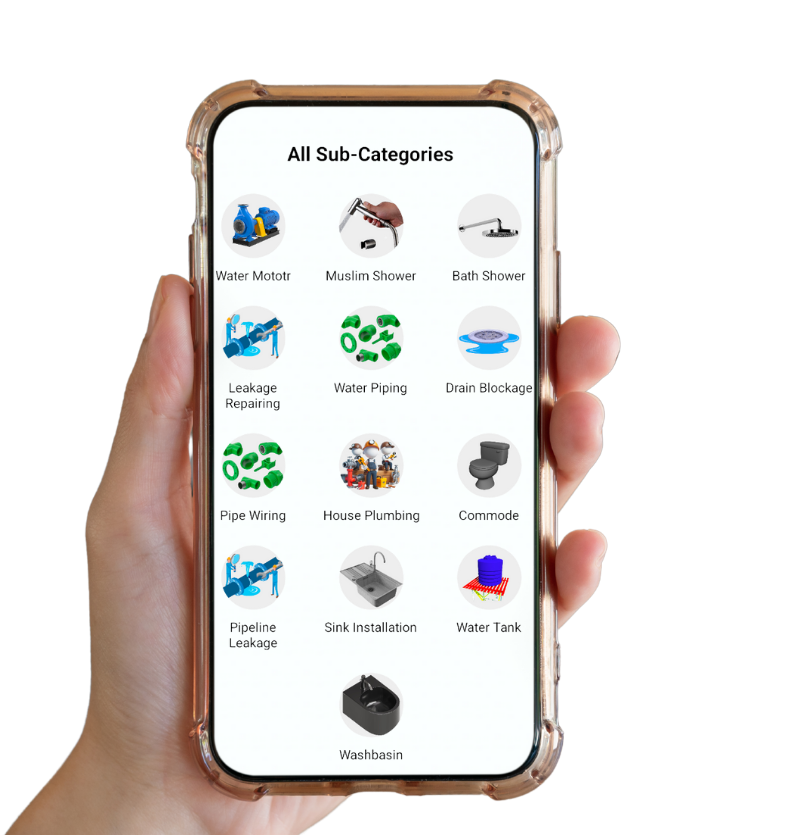 All Sub-Categories
Water Mototr
Muslim Shower
Bath Shower
Leakage
Repairing
Water Piping
Drain Blockage
Pipe Wiring
House Plumbing
Commode
Pipeline
Leakage
Sink Installation
Water Tank
Washbasin